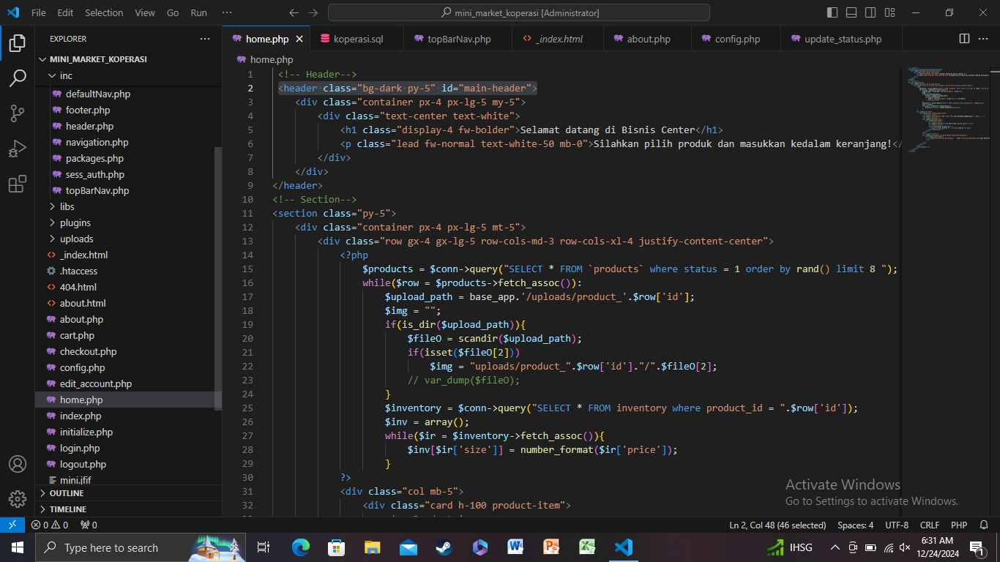 File Edit Selection View Go Run ··· mini_market_koperasi [Administrator]
EXPLORER ···
home.php koperasi.sql topBarNav.php _index.html about.php config.php update_status.php ···
MINI_MARKET_KOPERASI
inc
defaultNav.php
footer.php
header.php
navigation.php
packages.php
sess_auth.php
topBarNav.php
libs
plugins
uploads
_index.html
.htaccess
404.html
about.html
about.php
cart.php
checkout.php
config.php
edit_account.php
home.php
index.php
initialize.php
login.php
logout.php
mini.jfif
OUTLINE
TIMELINE
home.php
1 <!-- Header-->
2 <header class="bg-dark py-5" id="main-header">
3 <div class="container px-4 px-lg-5 my-5">
4 <div class="text-center text-white">
5 <h1 class="display-4 fw-bolder">Selamat datang di Bisnis Center</h1>
6 <p class="lead fw-normal text-white-50 mb-0">Silahkan pilih produk dan masukkan kedalam keranjang!</
7 </div>
8 </div>
9 </header>
10 <!-- Section-->
11 <section class="py-5">
12 <div class="container px-4 px-lg-5 mt-5">
13 <div class="row gx-4 gx-lg-5 row-cols-md-3 row-cols-xl-4 justify-content-center">
14 <?php
15 $products = $conn->query("SELECT * FROM `products` where status = 1 order by rand() limit 8 ");
16 while($row = $products->fetch_assoc()):
17 $upload_path = base_app.'/uploads/product_'.$row['id'];
18 $img = "";
19 if(is_dir($upload_path)){
20 $fileO = scandir($upload_path);
21 if(isset($fileO[2]))
22 $img = "uploads/product_".$row['id']."/".$fileO[2];
23 // var_dump($fileO);
24 }
25 $inventory = $conn->query("SELECT * FROM inventory where product_id = ".$row['id']);
26 $inv = array();
27 while($ir = $inventory->fetch_assoc()){
28 $inv[$ir['size']] = number_format($ir['price']);
29 }
30 ?>
31 <div class="col mb-5">
32 <div class="card h-100 product-item">
Activate Windows
Go to Settings to activate Windows.
0 0 0 Ln 2, Col 48 (46 selected) Spaces: 4 UTF-8 CRLF PHP
Type here to search IHSG 6:31 AM
12/24/2024
1